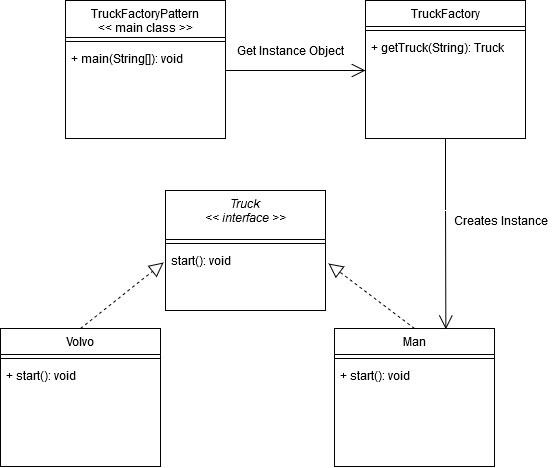 TruckFactoryPattern
<< main class >>
+ main(String[]): void
Get Instance Object
TruckFactory
+ getTruck(String): Truck
Creates Instance
Truck
<< interface >>
start(): void
Volvo
+ start(): void
Man
+ start(): void